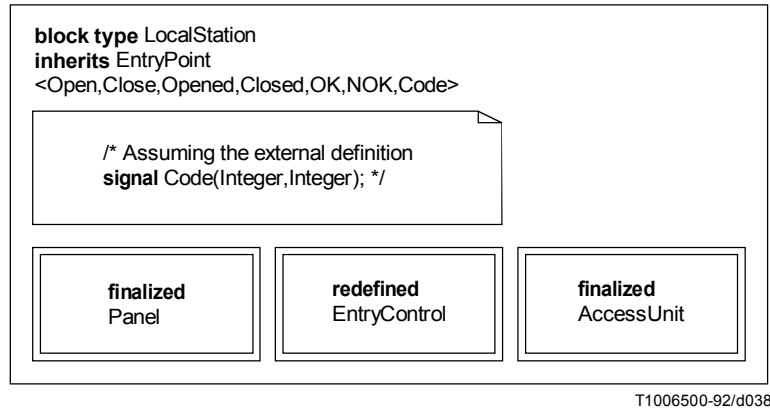 block type LocalStation
inherits EntryPoint
<Open,Close,Opened,Closed,OK,NOK,Code>
/* Assuming the external definition
signal Code(Integer,Integer); */
finalized
Panel
redefined
EntryControl
finalized
AccessUnit
T1006500-92/d038